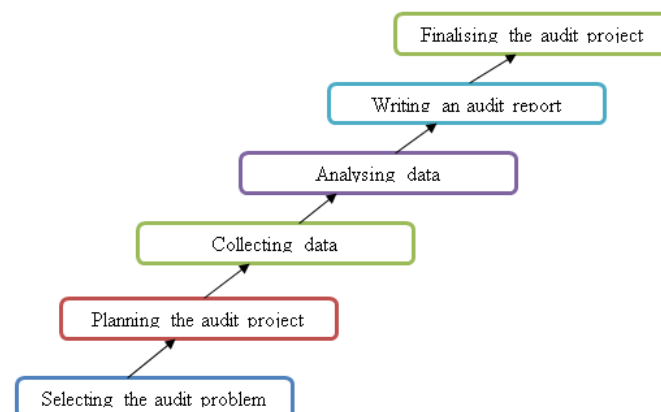 Finalising the audit project
Writing an audit report
Analysing data
Collecting data
Planning the audit project
Selecting the audit problem